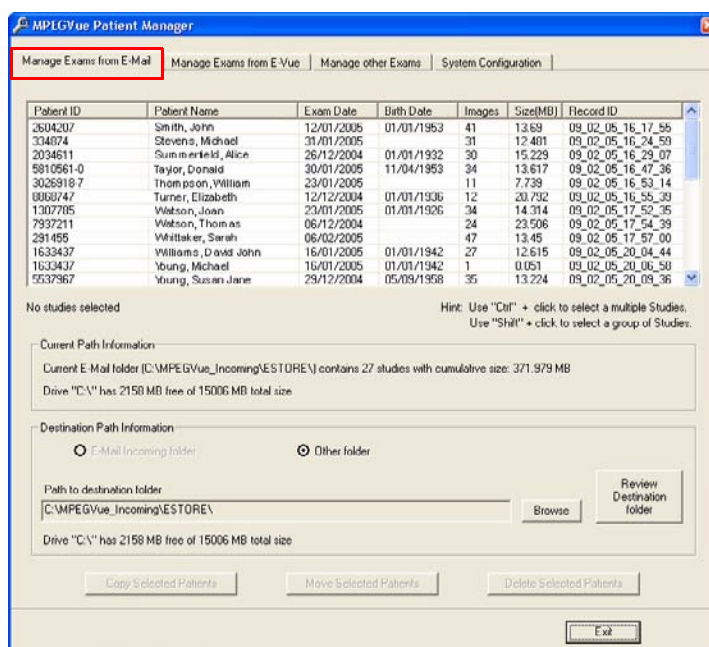 MPEGVue Patient Manager
Manage Exams from E-Mail Manage Exams from E-Vue Manage other Exams System Configuration
Patient ID Patient Name Exam Date Birth Date Images Size(MB) Record ID
2604207 Smith, John 12/01/2005 01/01/1953 41 13.69 09_02_05_16_17_55
334874 Stevens, Michael 31/01/2005 31 12.481 09_02_05_16_24_59
2034611 Summerfield, Alice 26/12/2004 01/01/1932 30 15.229 09_02_05_16_29_07
5810561-0 Taylor, Donald 30/01/2005 11/04/1953 34 13.617 09_02_05_16_47_36
3026918-7 Thompson, William 23/01/2005 11 7.739 09_02_05_16_53_14
8868747 Turner, Elizabeth 12/12/2004 01/01/1936 12 20.792 09_02_05_16_55_39
1307785 Watson, Joan 23/01/2005 01/01/1926 34 14.314 09_02_05_17_52_35
7937211 Watson, Thomas 06/12/2004 24 23.506 09_02_05_17_54_39
291455 Whittaker, Sarah 06/02/2005 47 13.45 09_02_05_17_57_00
1633437 Williams, David John 16/01/2005 01/01/1942 27 12.615 09_02_05_20_04_44
1633437 Young, Michael 16/01/2005 01/01/1942 1 0.051 09_02_05_20_06_58
5537967 Young, Susan Jane 29/12/2004 05/09/1958 35 13.224 09_02_05_20_09_36
No studies selected Hint: Use "Ctrl" + click to select a multiple Studies.
Use "Shift" + click to select a group of Studies.
Current Path Information
Current E-Mail folder (C:\MPEGVue_Incoming\ESTORE\) contains 27 studies with cumulative size: 371.979 MB
Drive "C:\" has 2158 MB free of 15006 MB total size
Destination Path Information
E-Mail Incoming folder Other folder
Path to destination folder
C:\MPEGVue_Incoming\ESTORE\ Browse Review Destination folder
Drive "C:\" has 2158 MB free of 15006 MB total size
Copy Selected Patients Move Selected Patients Delete Selected Patients
Exit